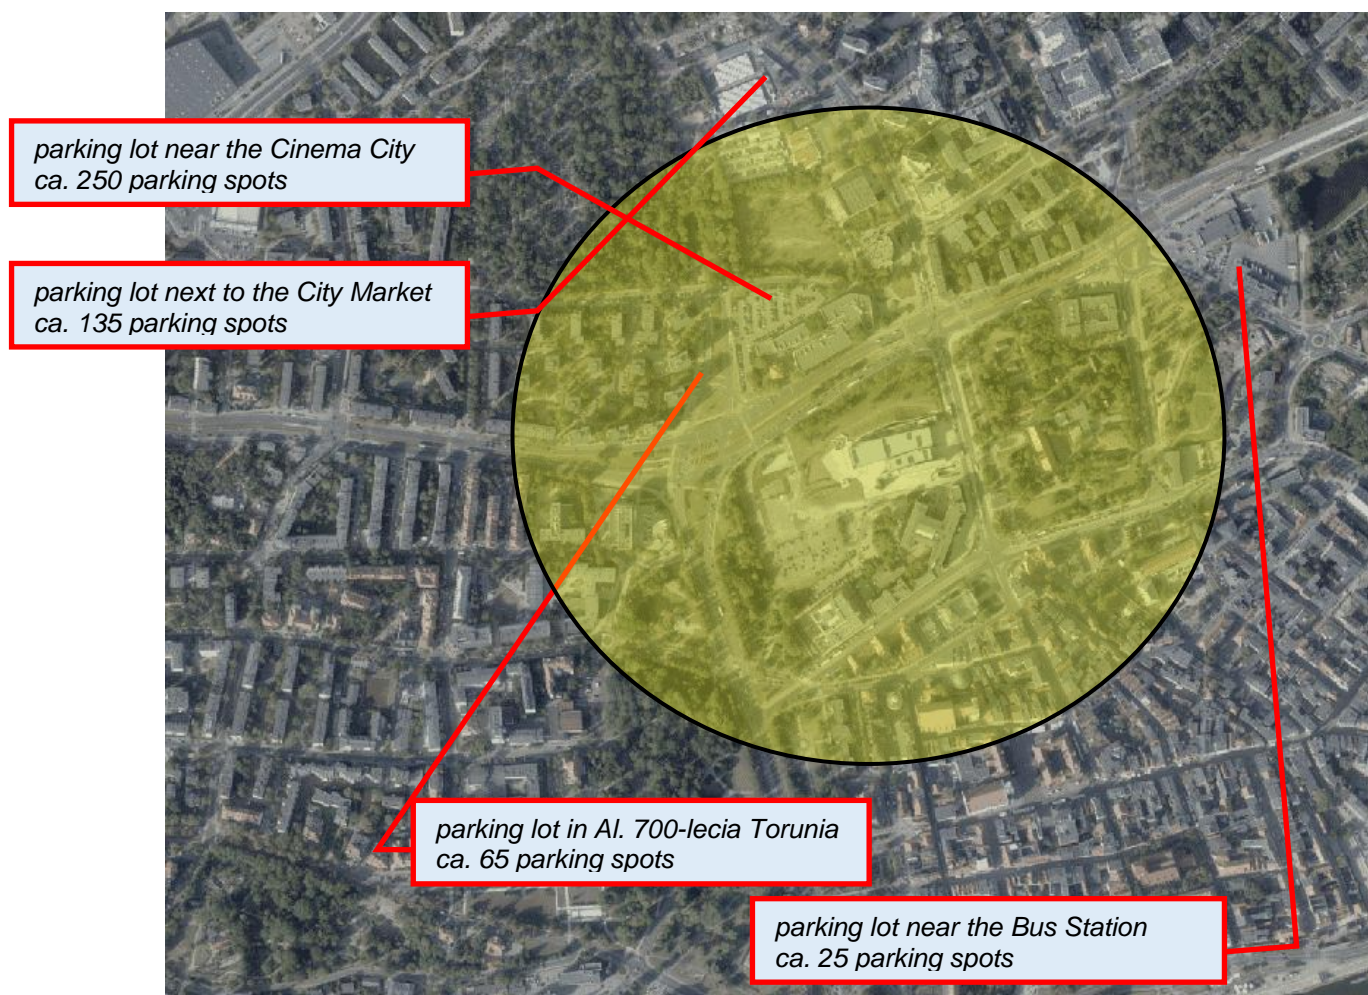 parking lot near the Cinema City
ca. 250 parking spots
parking lot next to the City Market
ca. 135 parking spots
parking lot in Al. 700-lecia Torunia
ca. 65 parking spots
parking lot near the Bus Station
ca. 25 parking spots